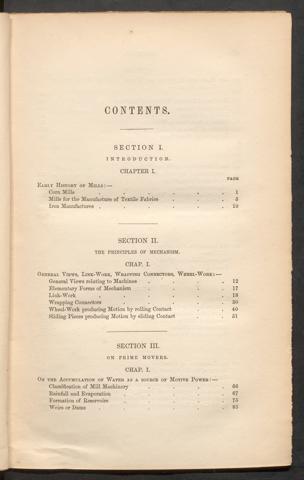 CONTENTS.
SECTION I.
INTRODUCTION.
CHAPTER I.
PAGE
EARLY HISTORY OF MILLS:—
Corn Mills . . . . . 1
Mills for the Manufacture of Textile Fabrics . . . 5
Iron Manufactures . . . . . 10
SECTION II.
THE PRINCIPLES OF MECHANISM.
CHAP. I.
GENERAL VIEWS, LINK-WORK, WRAPPING CONNECTORS, WHEEL-WORK:—
General Views relating to Machines . . . . 12
Elementary Forms of Mechanism . . . . 17
Link-Work . . . . . 18
Wrapping Connectors . . . . . 30
Wheel-Work producing Motion by rolling Contact . . . 40
Sliding Pieces producing Motion by sliding Contact . . . 51
SECTION III.
ON PRIME MOVERS.
CHAP. I.
ON THE ACCUMULATION OF WATER AS A SOURCE OF MOTIVE POWER:—
Classification of Mill Machinery . . . . 66
Rainfall and Evaporation . . . . 67
Formation of Reservoirs . . . . 75
Weirs or Dams . . . . . 85